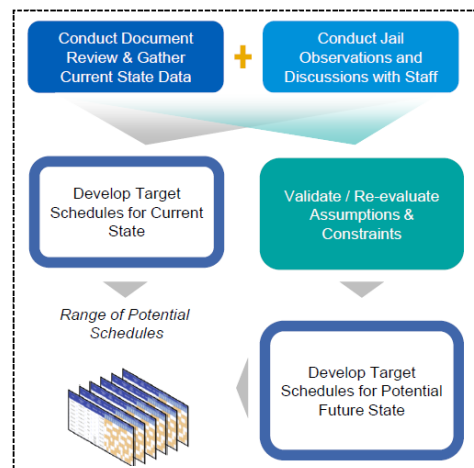 Conduct Document
Review & Gather
Current State Data
+
Conduct Jail
Observations and
Discussions with Staff
Develop Target
Schedules for Current
State
Validate / Re-evaluate
Assumptions &
Constraints
Range of Potential
Schedules
Develop Target
Schedules for Potential
Future State